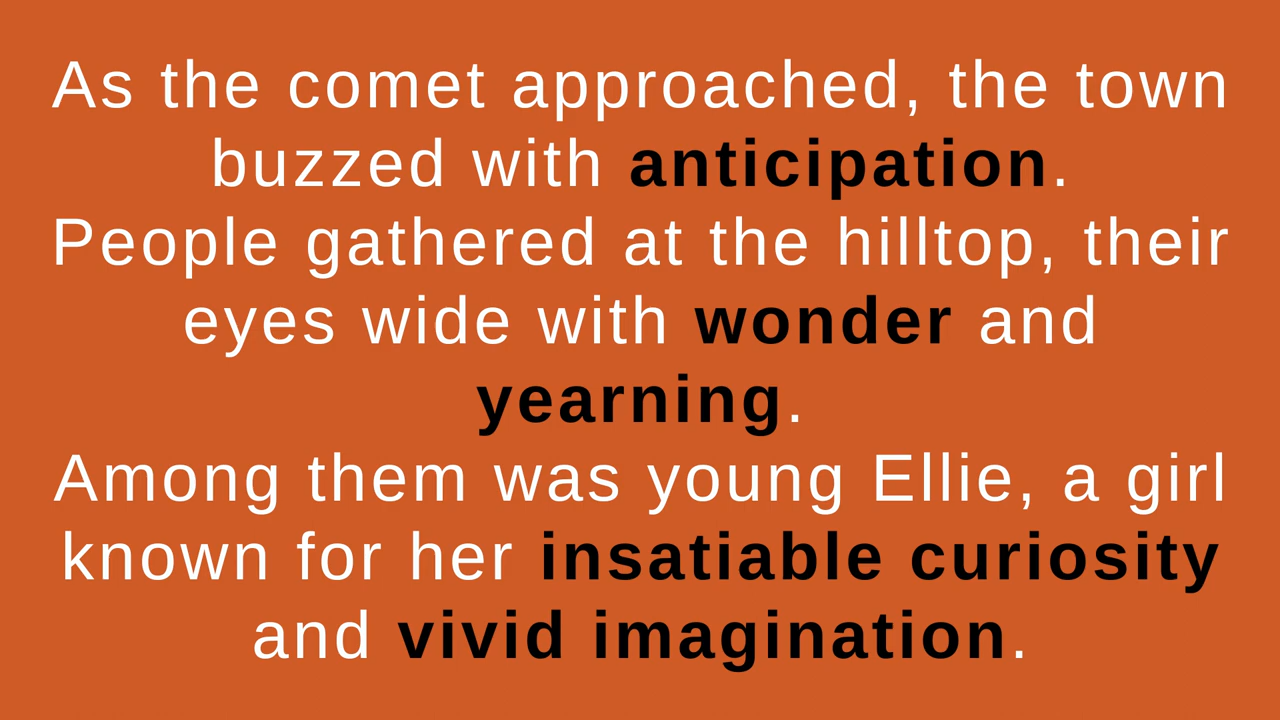 As the comet approached, the town
buzzed with anticipation.
People gathered at the hilltop, their
eyes wide with wonder and
yearning.
Among them was young Ellie, a girl
known for her insatiable curiosity
and vivid imagination.